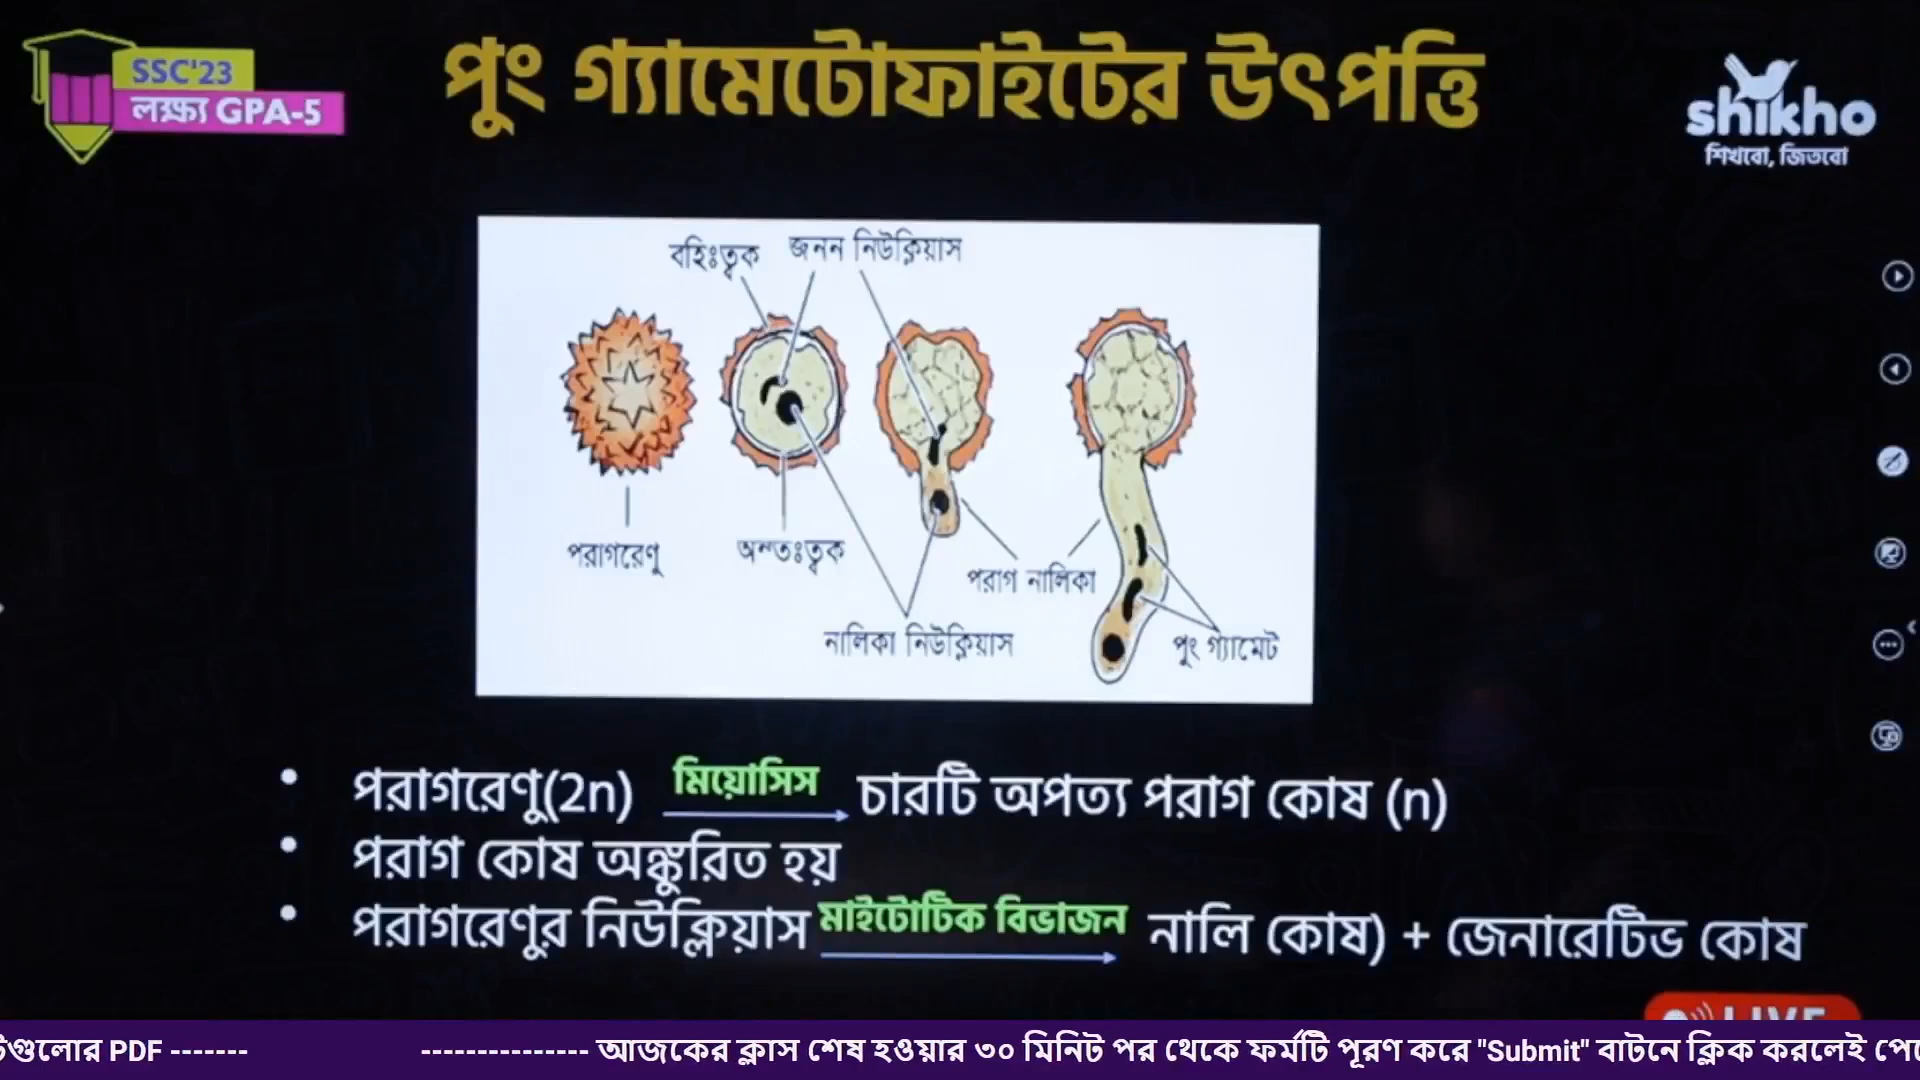 SSC'23
লক্ষ্য GPA-5
পুং গ্যামেটোফাইটের উৎপত্তি
shikho
শিখবো, জিতবো
বহিঃত্বক
জনন নিউক্লিয়াস
পরাগরেণু
অন্তঃত্বক
পরাগ নালিকা
নালিকা নিউক্লিয়াস
পুং গ্যামেট
• পরাগরেণু(2n) মিয়োসিস চারটি অপত্য পরাগ কোষ (n)
• পরাগ কোষ অঙ্কুরিত হয়
• পরাগরেণুর নিউক্লিয়াস মাইটোটিক বিভাজন নালি কোষ) + জেনারেটিভ কোষ
LIVE
PDF ------- --------------- আজকের ক্লাস শেষ হওয়ার ৩০ মিনিট পর থেকে ফর্মটি পূরণ করে "Submit" বাটনে ক্লিক করলেই